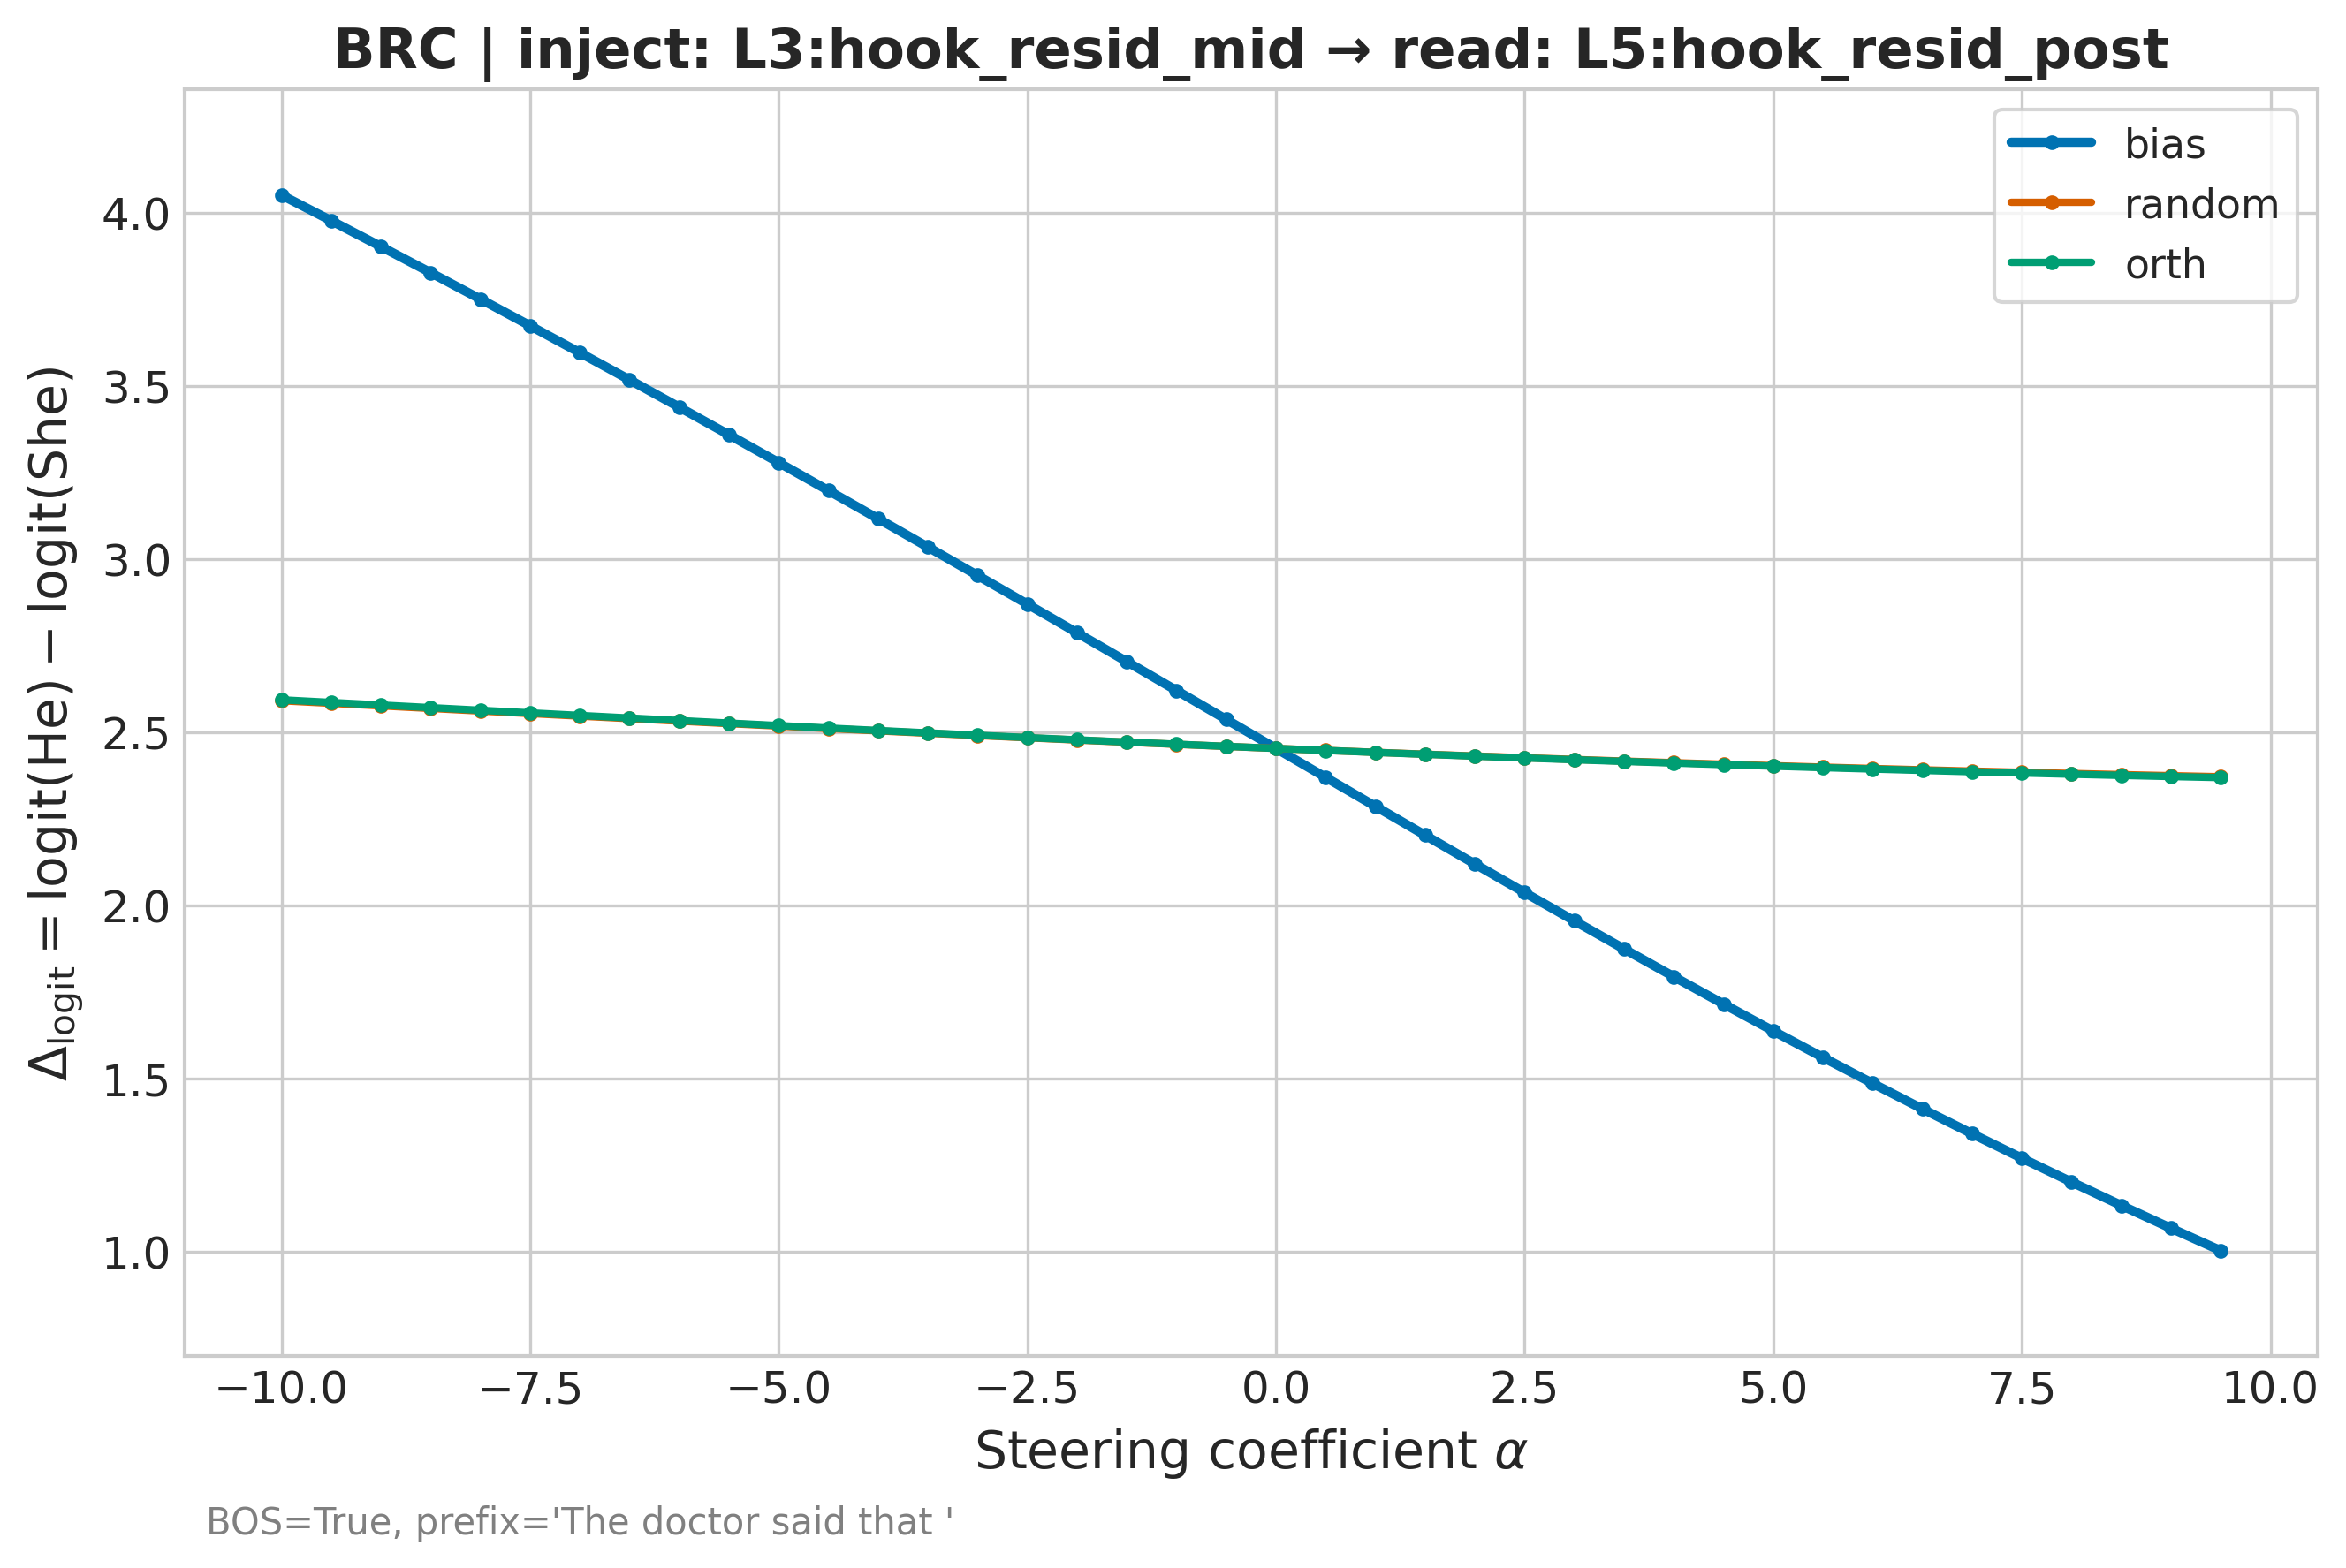 BRC | inject: L3:hook_resid_mid → read: L5:hook_resid_post
bias
random
orth
Δlogit = logit(He) − logit(She)
4.0
3.5
3.0
2.5
2.0
1.5
1.0
−10.0 −7.5 −5.0 −2.5 0.0 2.5 5.0 7.5 10.0
Steering coefficient α
BOS=True, prefix='The doctor said that '